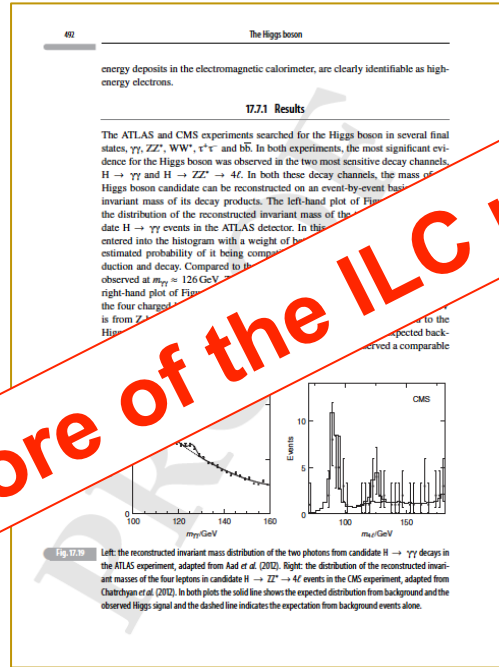 492
The Higgs boson
energy deposits in the electromagnetic calorimeter, are clearly identifiable as high-
energy electrons.
17.7.1 Results
The ATLAS and CMS experiments searched for the Higgs boson in several final
states, γγ, ZZ*, WW*, τ⁺τ⁻ and bb̅. In both experiments, the most significant evi-
dence for the Higgs boson was observed in the two most sensitive decay channels,
H → γγ and H → ZZ* → 4ℓ. In both these decay channels, the mass of
Higgs boson candidate can be reconstructed on an event-by-event
invariant mass of its decay products. The left-hand plot of
the distribution of the reconstructed invariant mass of the
date H → γγ events in the ATLAS detector. In this
entered into the histogram with a weight of
estimated probability of it being
duction and decay. Compared to
observed at mγγ ≈ 126 GeV.
right-hand plot of
the four charged
is from
to the
back-
a comparable
ore of the ILC
CMS
Events
10
5
0
0
100 120 140 160
mγγ/GeV
100 150
m4ℓ/GeV
Fig. 17.19
Left: the reconstructed invariant mass distribution of the two photons from candidate H → γγ decays in
the ATLAS experiment, adapted from Aad et al. (2012). Right: the distribution of the reconstructed invari-
ant masses of the four leptons in candidate H → ZZ* → 4ℓ events in the CMS experiment, adapted from
Chatrchyan et al. (2012). In both plots the solid line shows the expected distribution from background and the
observed Higgs signal and the dashed line indicates the expectation from background events alone.